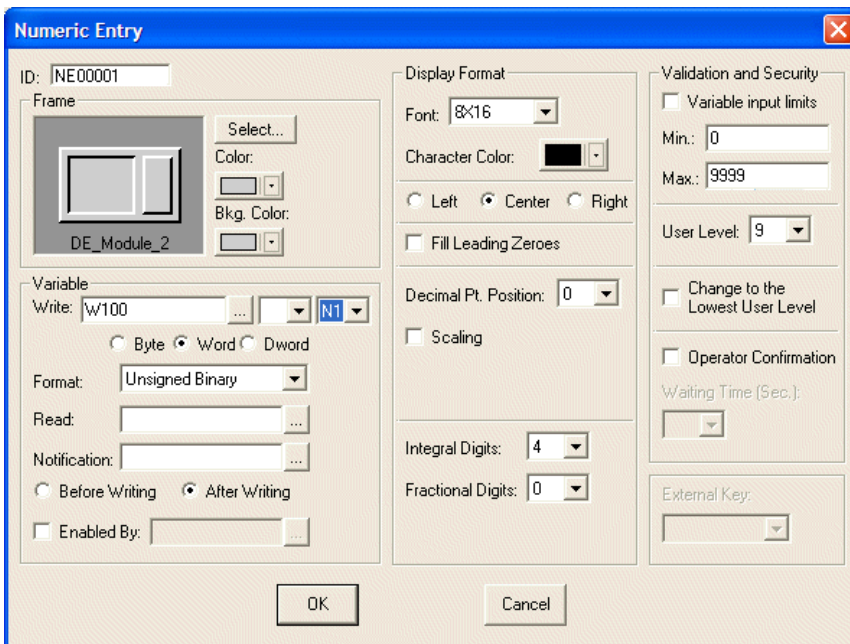 Numeric Entry
ID: NE00001
Frame
Select...
Color:
Bkg. Color:
DE_Module_2
Variable
Write: W100 ... N1
Byte Word Dword
Format: Unsigned Binary
Read: ...
Notification: ...
Before Writing After Writing
Enabled By: ...
Display Format
Font: 8X16
Character Color:
Left Center Right
Fill Leading Zeroes
Decimal Pt. Position: 0
Scaling
Integral Digits: 4
Fractional Digits: 0
Validation and Security
Variable input limits
Min.: 0
Max.: 9999
User Level: 9
Change to the
Lowest User Level
Operator Confirmation
Waiting Time (Sec.):
External Key:
OK Cancel